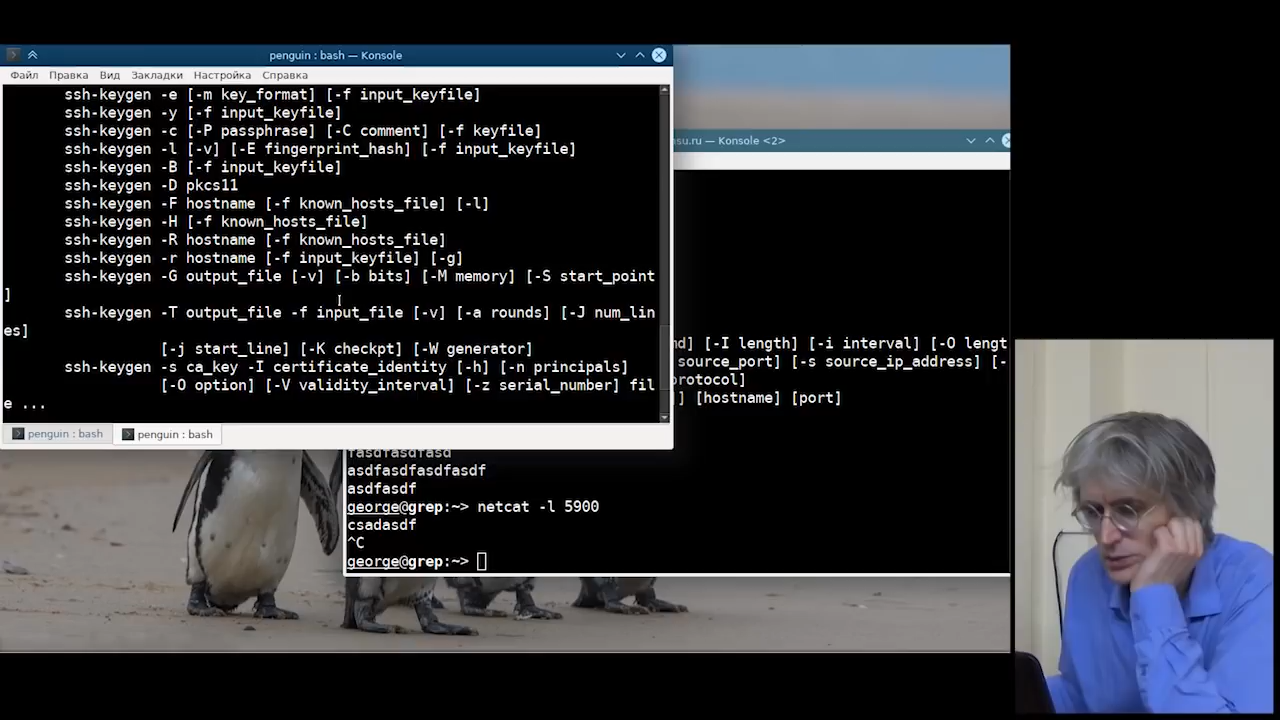 penguin : bash — Konsole
Файл Правка Вид Закладки Настройка Справка
ssh-keygen -e [-m key_format] [-f input_keyfile]
ssh-keygen -y [-f input_keyfile]
ssh-keygen -c [-P passphrase] [-C comment] [-f keyfile]
ssh-keygen -l [-v] [-E fingerprint_hash] [-f input_keyfile]
ssh-keygen -B [-f input_keyfile]
ssh-keygen -D pkcs11
ssh-keygen -F hostname [-f known_hosts_file] [-l]
ssh-keygen -H [-f known_hosts_file]
ssh-keygen -R hostname [-f known_hosts_file]
ssh-keygen -r hostname [-f input_keyfile] [-g]
ssh-keygen -G output_file [-v] [-b bits] [-M memory] [-S start_point
]
ssh-keygen -T output_file -f input_file [-v] [-a rounds] [-J num_lin
es]
[-j start_line] [-K checkpt] [-W generator]
ssh-keygen -s ca_key -I certificate_identity [-h] [-n principals]
[-O option] [-V validity_interval] [-z serial_number] fil
e ...
penguin : bash penguin : bash
su.ru — Konsole <2>
nd] [-I length] [-i interval] [-O lengt
source_port] [-s source_ip_address] [-
protocol]
]] [hostname] [port]
fasdfasdfasd
asdfasdfasdfasdf
asdfasdf
george@grep:~> netcat -l 5900
csadasdf
^C
george@grep:~>